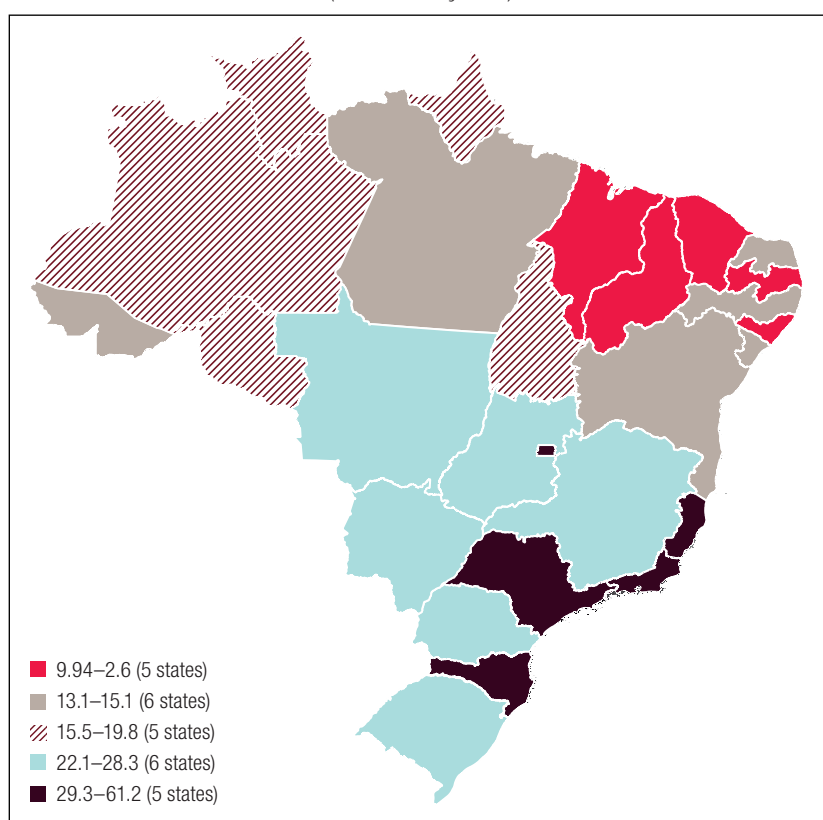 9.94–2.6 (5 states)
13.1–15.1 (6 states)
15.5–19.8 (5 states)
22.1–28.3 (6 states)
29.3–61.2 (5 states)